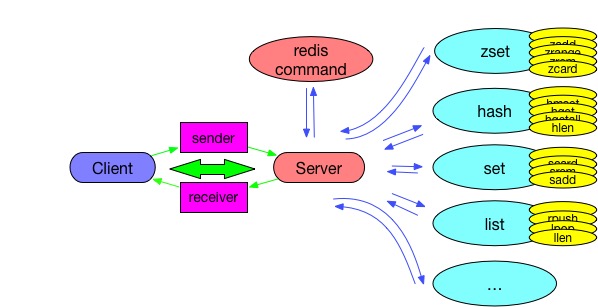 redis
command
zset
zadd
zrange
zrem
zcard
hash
hmset
hget
hgetall
hlen
sender
Client
Server
receiver
set
scard
srem
sadd
list
rpush
lpop
llen
...